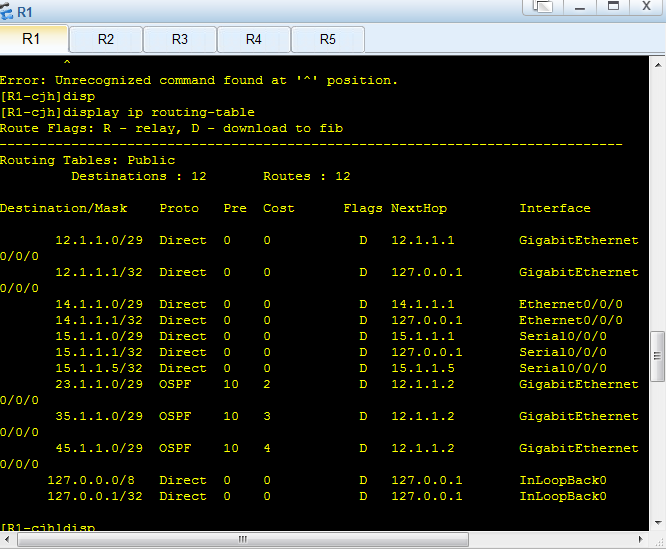 R1
R1 R2 R3 R4 R5
^
Error: Unrecognized command found at '^' position.
[R1-cjh]disp
[R1-cjh]display ip routing-table
Route Flags: R - relay, D - download to fib
------------------------------------------------------------------------------
Routing Tables: Public
Destinations : 12 Routes : 12
Destination/Mask Proto Pre Cost Flags NextHop Interface
12.1.1.0/29 Direct 0 0 D 12.1.1.1 GigabitEthernet
0/0/0
12.1.1.1/32 Direct 0 0 D 127.0.0.1 GigabitEthernet
0/0/0
14.1.1.0/29 Direct 0 0 D 14.1.1.1 Ethernet0/0/0
14.1.1.1/32 Direct 0 0 D 127.0.0.1 Ethernet0/0/0
15.1.1.0/29 Direct 0 0 D 15.1.1.1 Serial0/0/0
15.1.1.1/32 Direct 0 0 D 127.0.0.1 Serial0/0/0
15.1.1.5/32 Direct 0 0 D 15.1.1.5 Serial0/0/0
23.1.1.0/29 OSPF 10 2 D 12.1.1.2 GigabitEthernet
0/0/0
35.1.1.0/29 OSPF 10 3 D 12.1.1.2 GigabitEthernet
0/0/0
45.1.1.0/29 OSPF 10 4 D 12.1.1.2 GigabitEthernet
0/0/0
127.0.0.0/8 Direct 0 0 D 127.0.0.1 InLoopBack0
127.0.0.1/32 Direct 0 0 D 127.0.0.1 InLoopBack0
[R1-cjh]disp